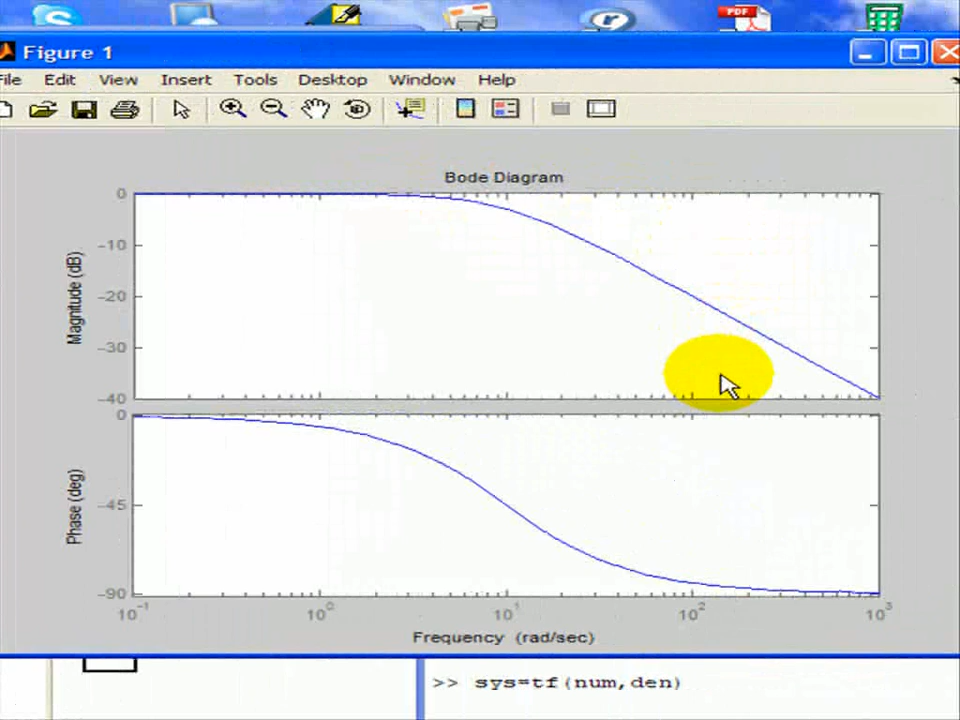 PDF
Figure 1
File Edit View Insert Tools Desktop Window Help
Bode Diagram
Magnitude (dB)
0
-10
-20
-30
-40
Phase (deg)
0
-45
-90
10^-1 10^0 10^1 10^2 10^3
Frequency (rad/sec)
>> sys=tf(num,den)